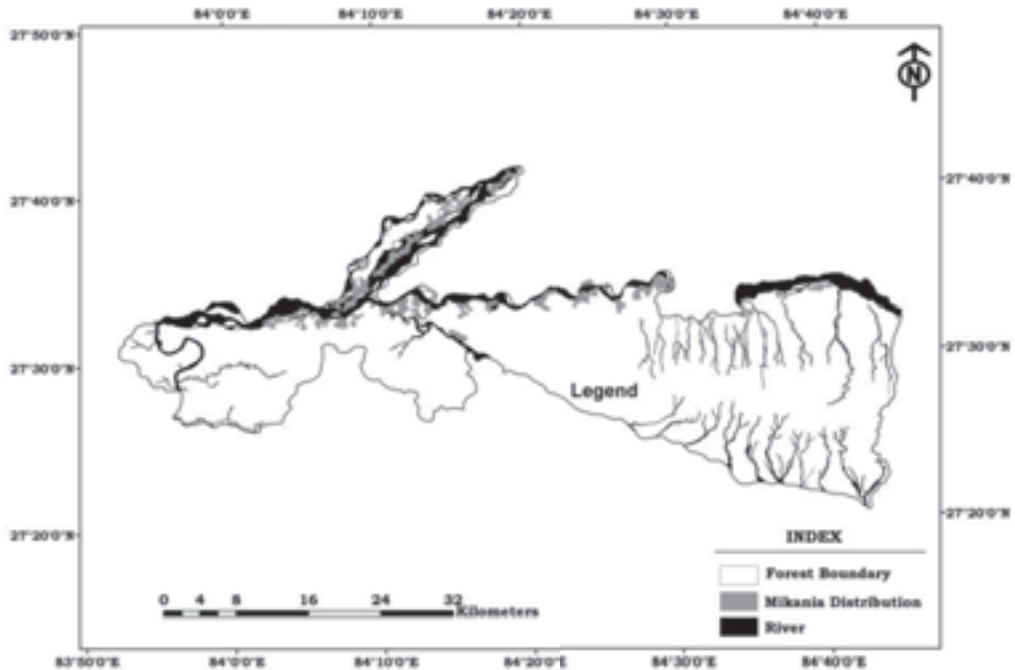 84°0'0"E 84°10'0"E 84°20'0"E 84°30'0"E 84°40'0"E
27°50'0"N
N
27°40'0"N
27°40'0"N
27°30'0"N
27°30'0"N
Legend
27°20'0"N
27°20'0"N
INDEX
Forest Boundary
Mikania Distribution
River
0 4 8 16 24 32
Kilometers
83°50'0"E 84°0'0"E 84°10'0"E 84°20'0"E 84°30'0"E 84°40'0"E